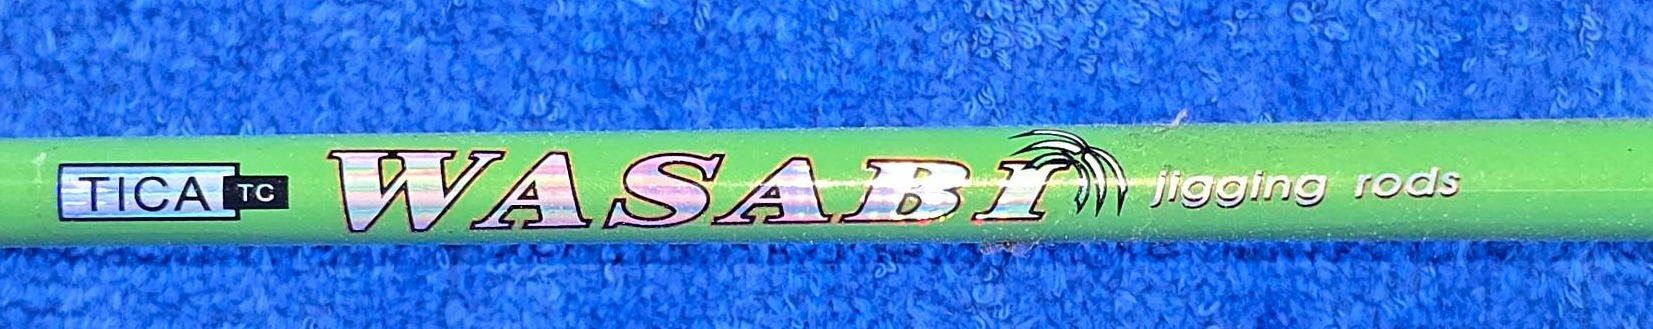 TICA TC WASABI jigging rods